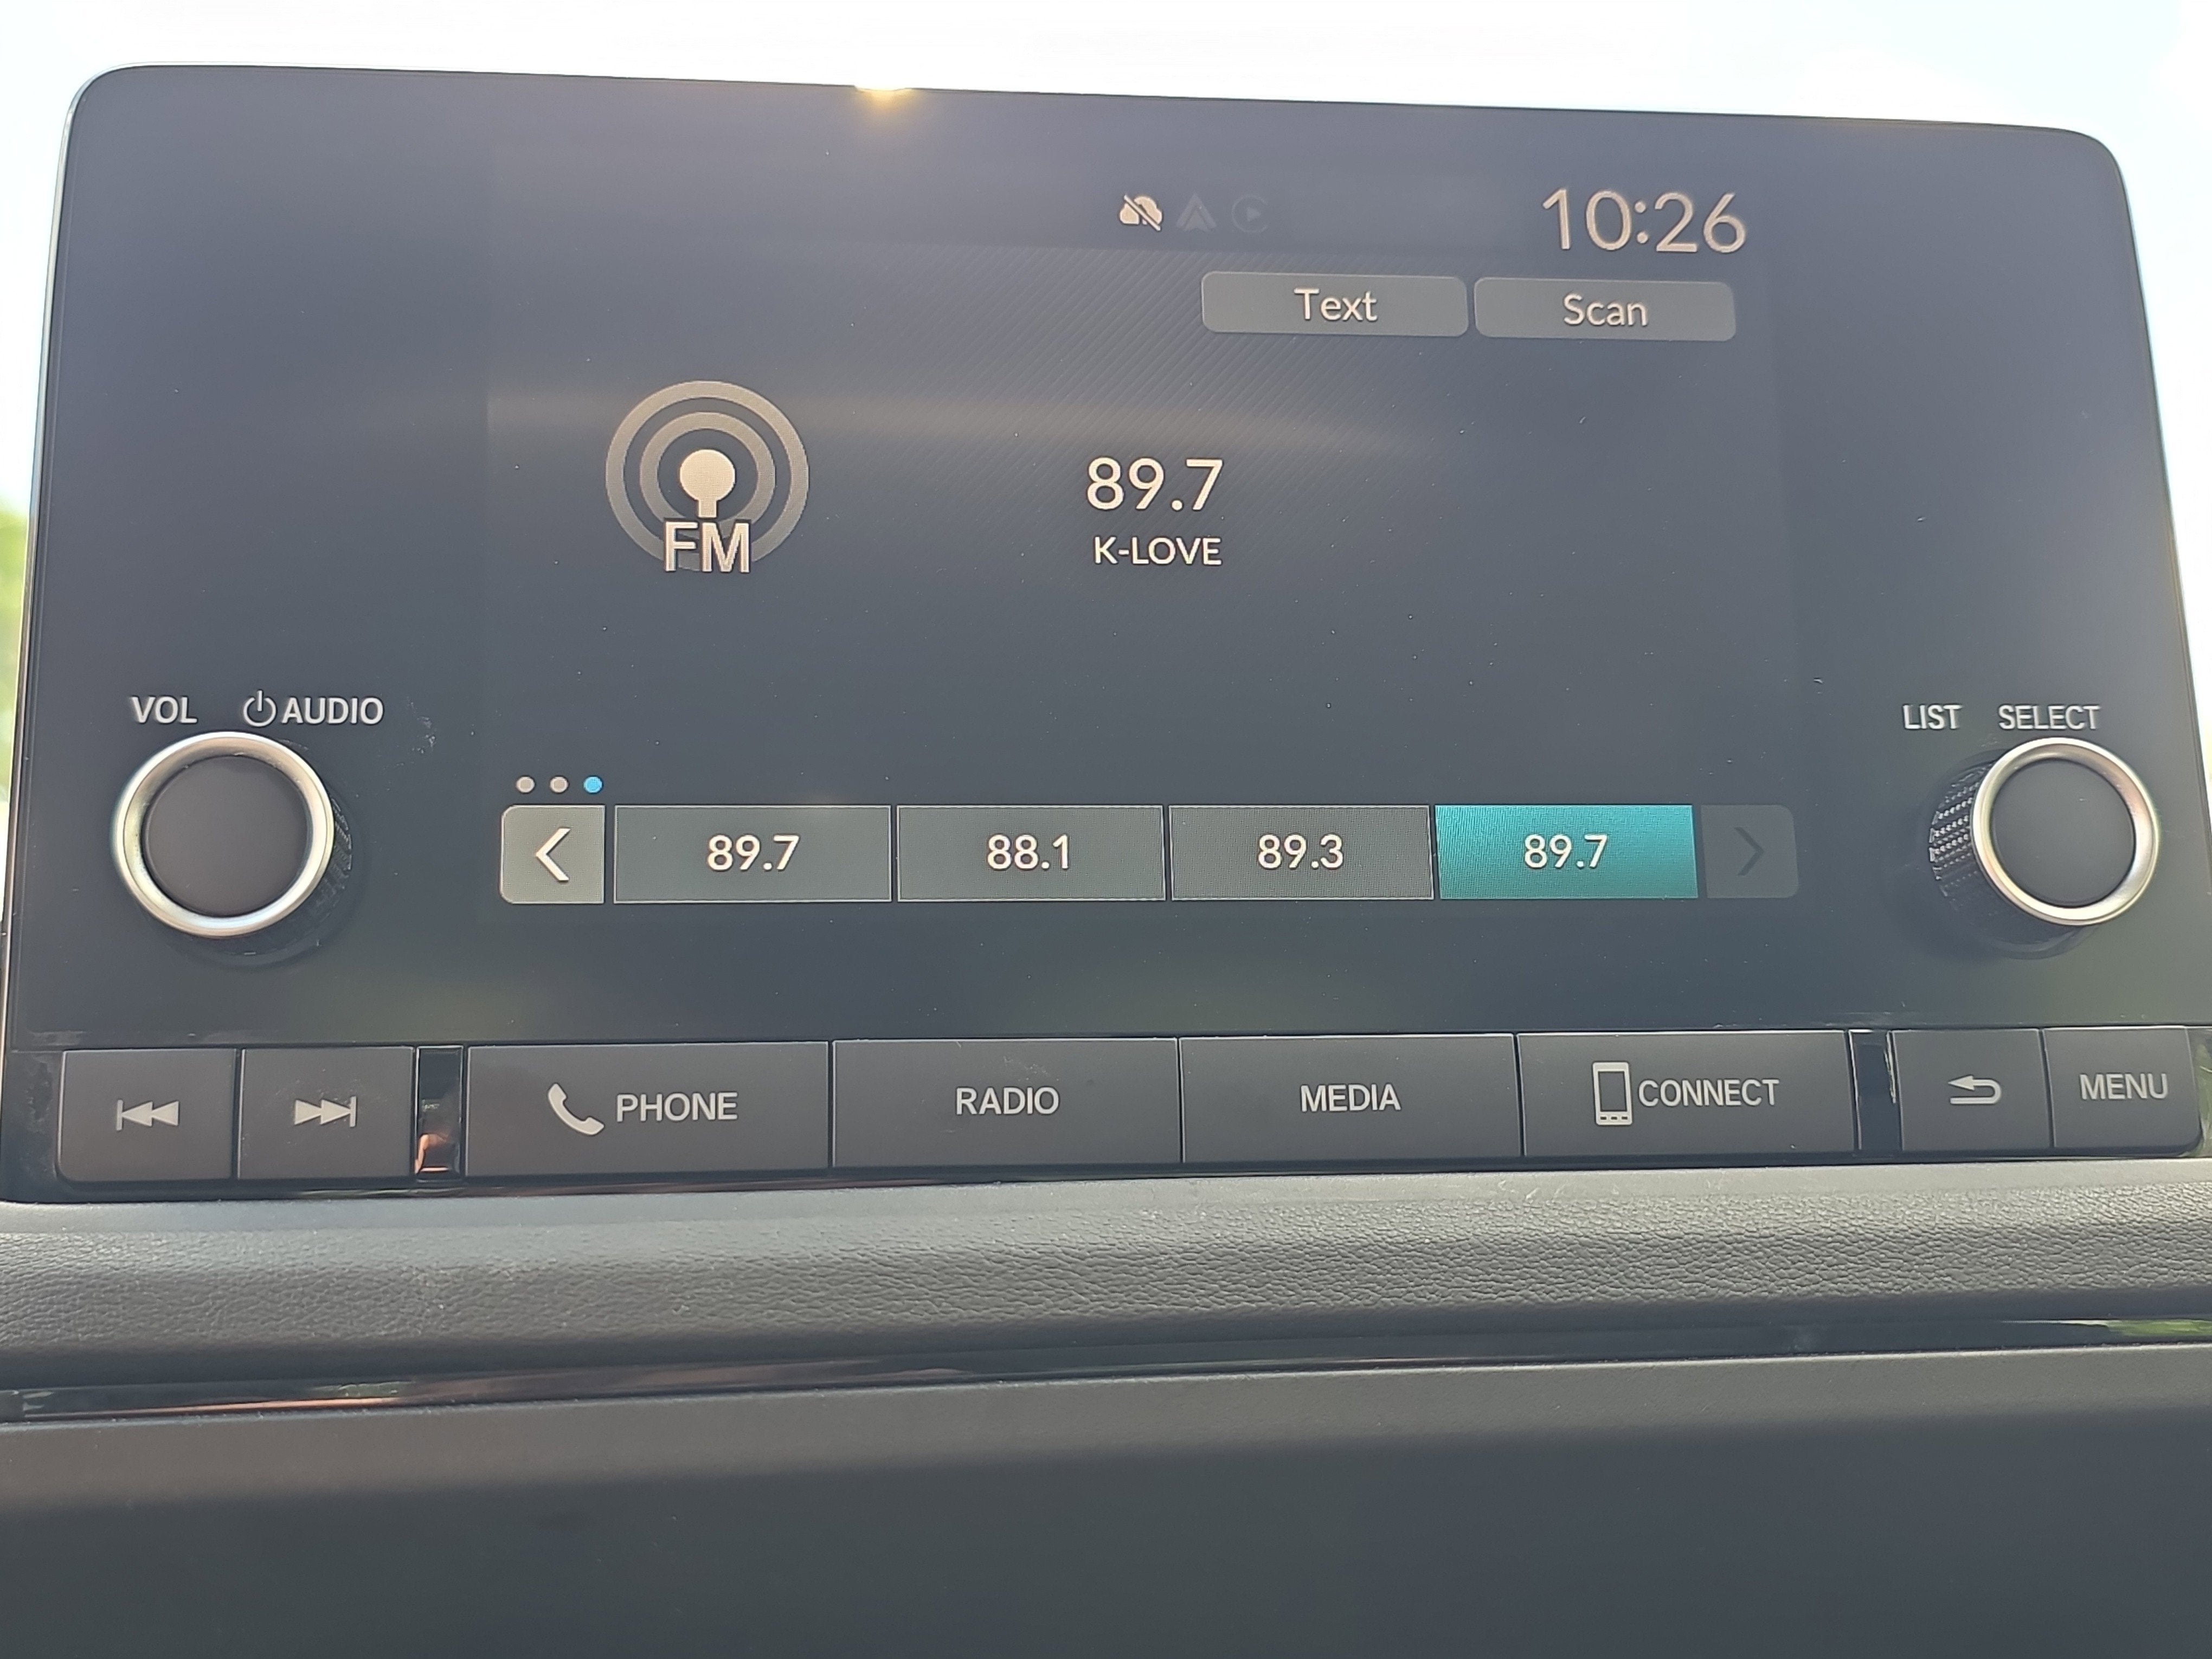 10:26
Text Scan
FM
89.7
K-LOVE
VOL AUDIO
LIST SELECT
89.7 88.1 89.3 89.7
PHONE RADIO MEDIA CONNECT MENU